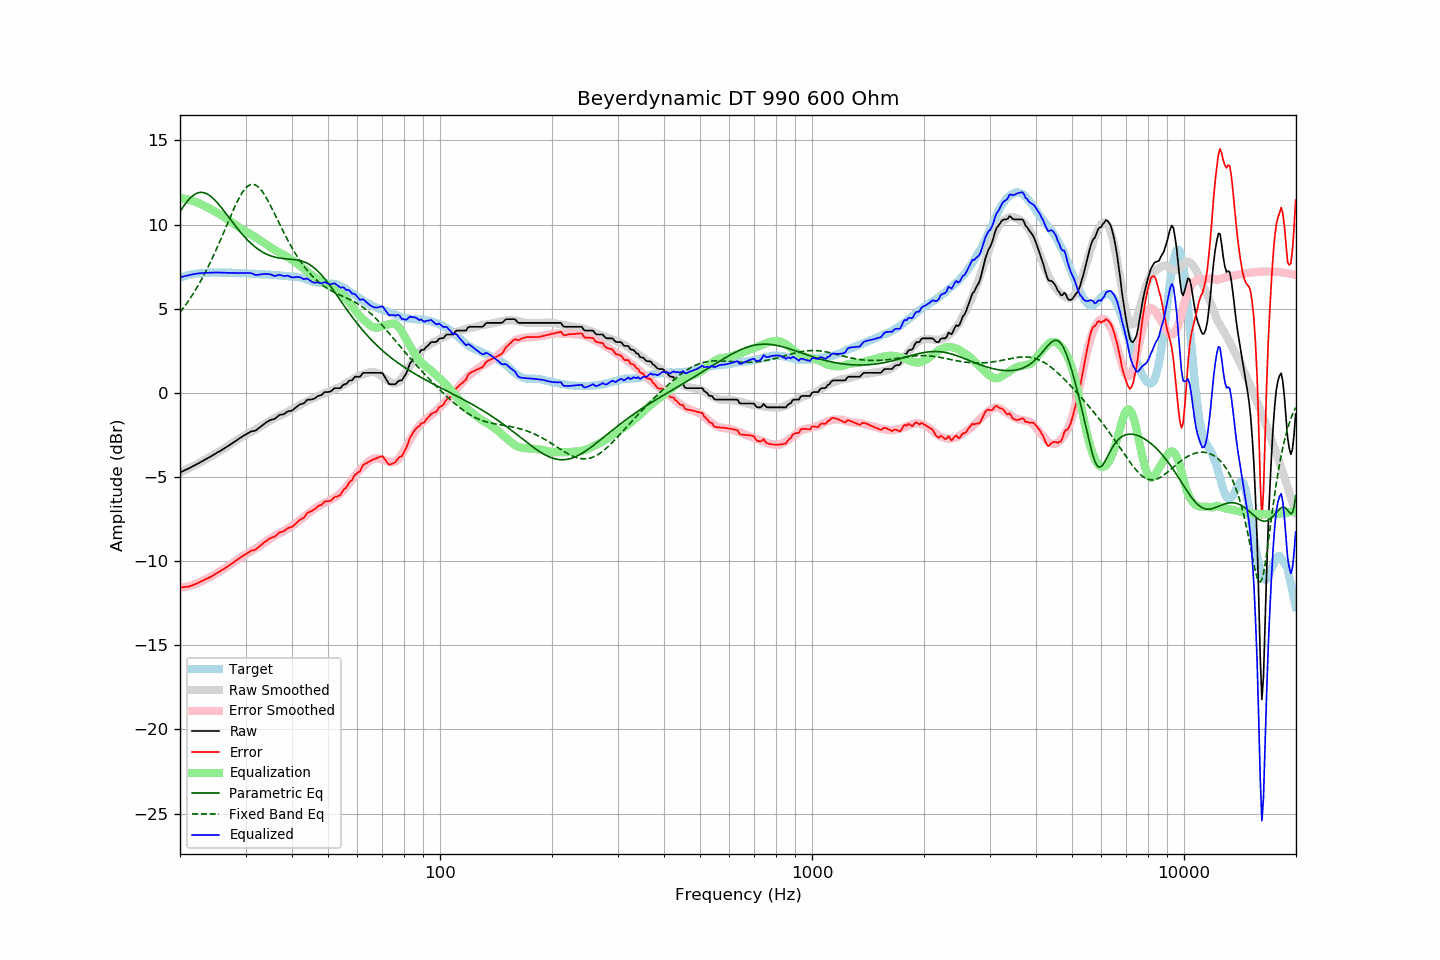 Beyerdynamic DT 990 600 Ohm
Amplitude (dBr)
15
10
5
0
−5
−10
−15
−20
−25
Target
Raw Smoothed
Error Smoothed
Raw
Error
Equalization
Parametric Eq
Fixed Band Eq
Equalized
100
1000
10000
Frequency (Hz)